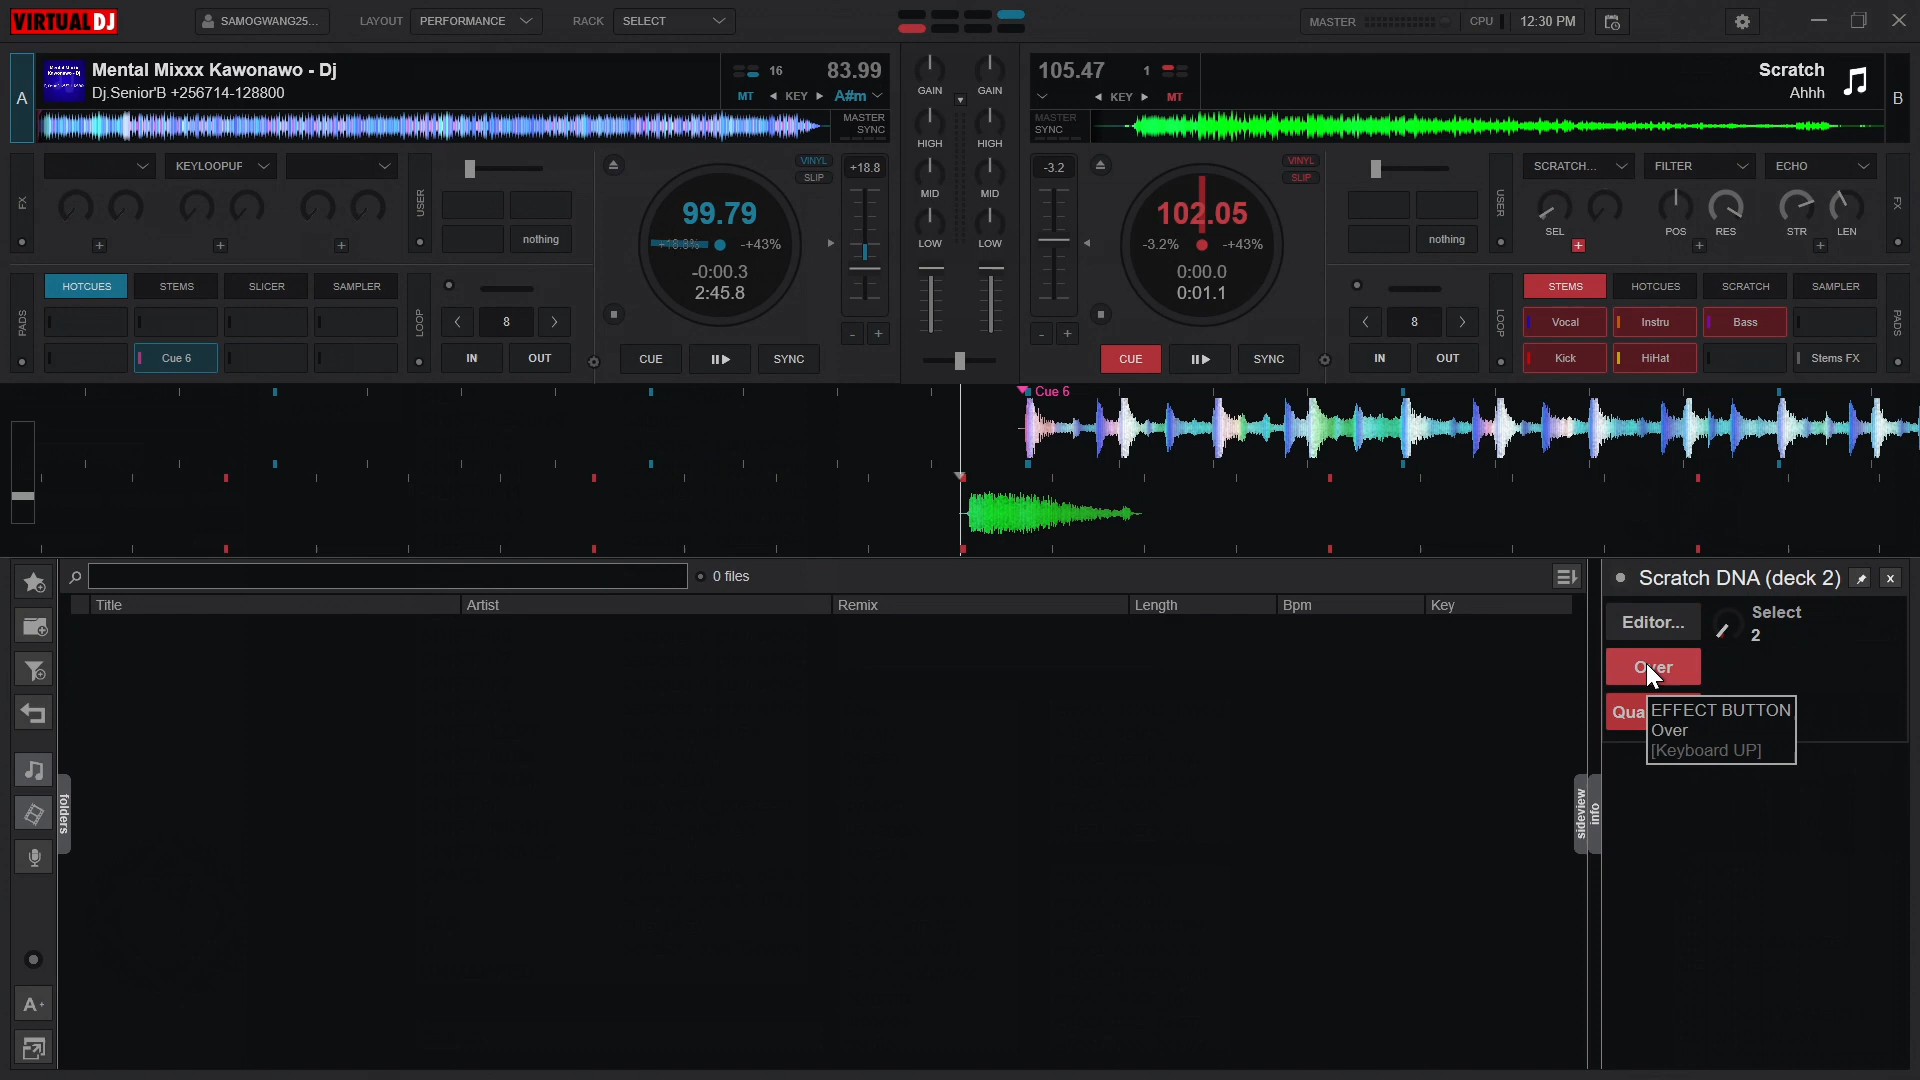 VIRTUALDJ
SAMOGWANG25...
LAYOUT PERFORMANCE
RACK SELECT
MASTER
CPU
12:30 PM
A
Mental Mixxx Kawonawo - Dj
Dj.Senior'B +256714-128800
16
83.99
MT KEY A#m
MASTER SYNC
GAIN
GAIN
HIGH
HIGH
MID
MID
LOW
LOW
105.47
1
KEY MT
MASTER SYNC
Scratch
Ahhh
B
FX
KEYLOOPUF
USER
nothing
VINYL
SLIP
+18.8
99.79
-+43%
-0:00.3
2:45.8
-3.2
VINYL
SLIP
102.05
-3.2%
-+43%
0:00.0
0:01.1
USER
nothing
SCRATCH...
FILTER
ECHO
SEL
POS
RES
STR
LEN
FX
PADS
HOTCUES
STEMS
SLICER
SAMPLER
Cue 6
LOOP
8
IN
OUT
CUE
SYNC
- +
- +
CUE
SYNC
8
IN
OUT
LOOP
STEMS
HOTCUES
SCRATCH
SAMPLER
Vocal
Instru
Bass
Kick
HiHat
Stems FX
PADS
Cue 6
0 files
Title
Artist
Remix
Length
Bpm
Key
folders
sideview
info
A+
Scratch DNA (deck 2)
x
Editor...
Select
2
Over
Qua
EFFECT BUTTON
Over
[Keyboard UP]